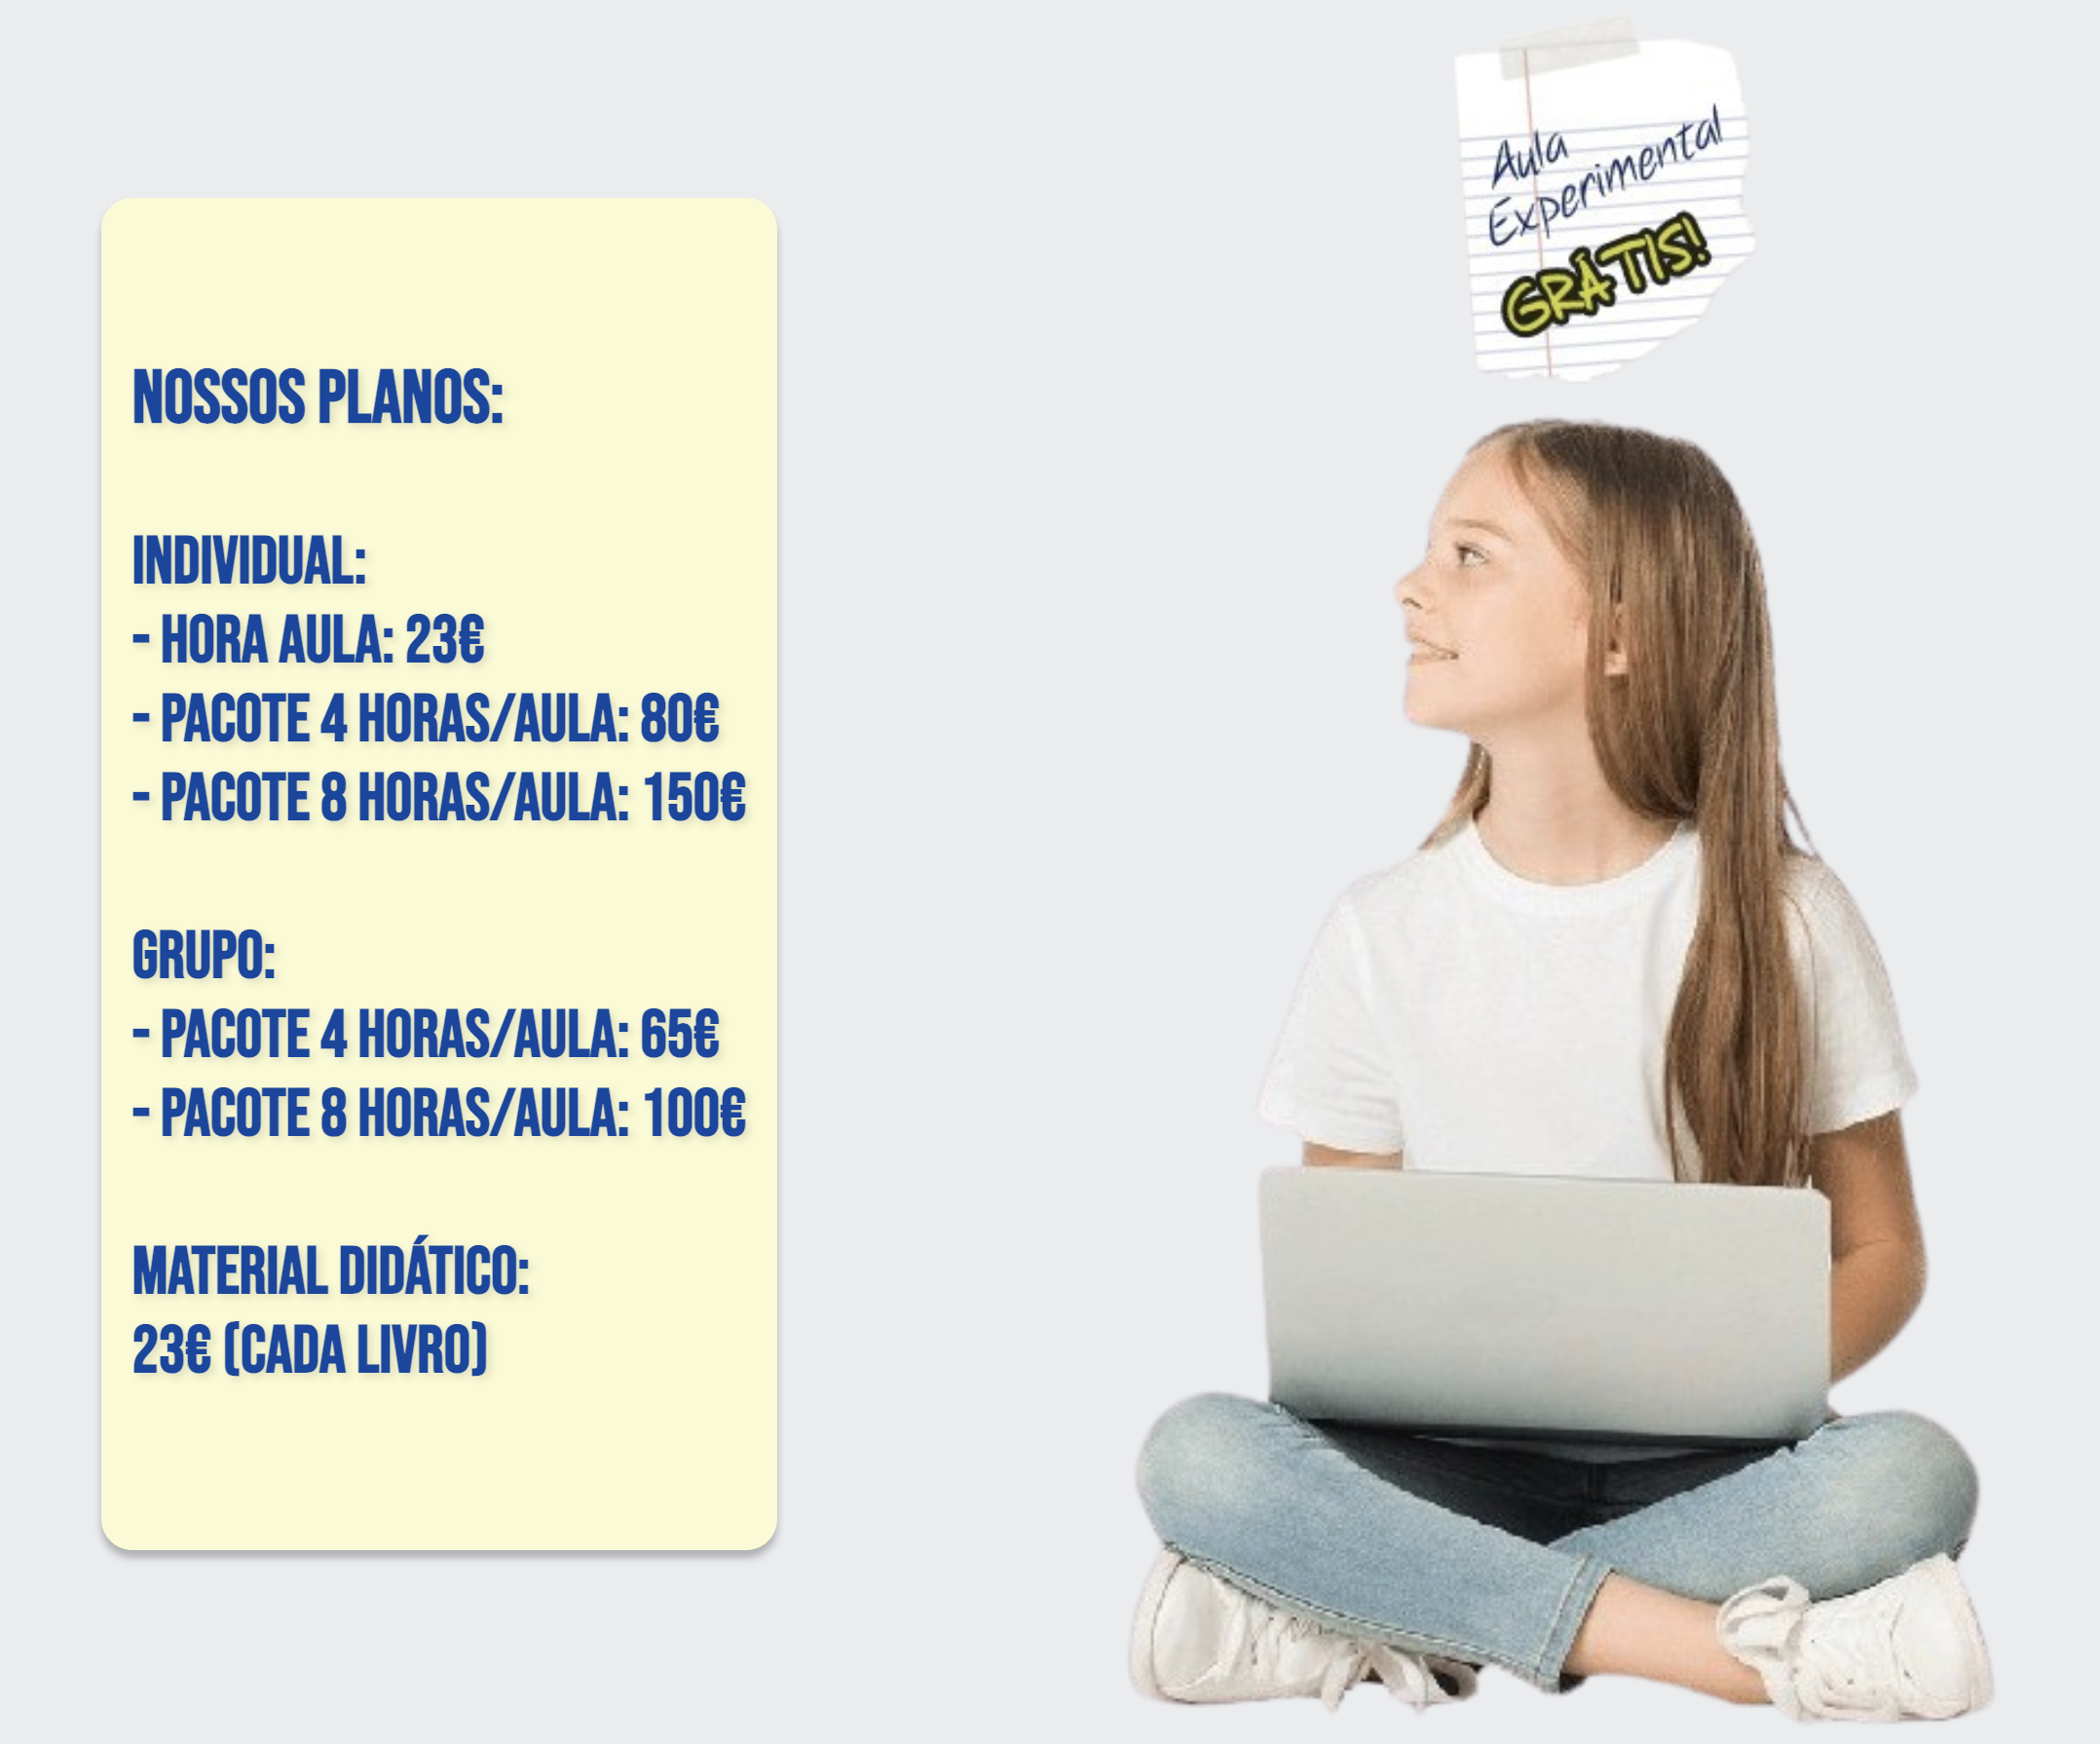 NOSSOS PLANOS:
INDIVIDUAL:
- HORA AULA: 23€
- PACOTE 4 HORAS/AULA: 80€
- PACOTE 8 HORAS/AULA: 150€
GRUPO:
- PACOTE 4 HORAS/AULA: 65€
- PACOTE 8 HORAS/AULA: 100€
MATERIAL DIDÁTICO:
23€ (CADA LIVRO)
Aula
Experimental
GRÁTIS!